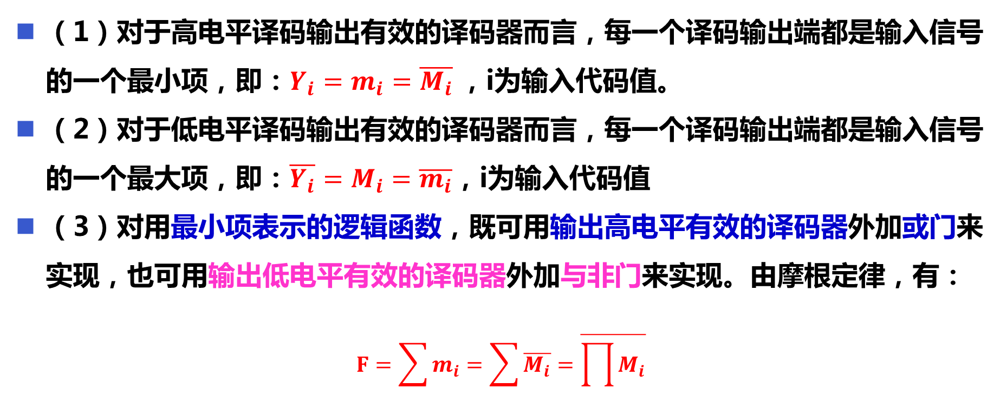 （1）对于高电平译码输出有效的译码器而言，每一个译码输出端都是输入信号
的一个最小项，即：$Y_i = m_i = \overline{M_i}$ ，i为输入代码值。
（2）对于低电平译码输出有效的译码器而言，每一个译码输出端都是输入信号
的一个最大项，即：$\overline{Y_i} = M_i = \overline{m_i}$，i为输入代码值
（3）对用最小项表示的逻辑函数，既可用输出高电平有效的译码器外加或门来
实现，也可用输出低电平有效的译码器外加与非门来实现。由摩根定律，有：
$F = \sum m_i = \sum \overline{M_i} = \overline{\prod M_i}$